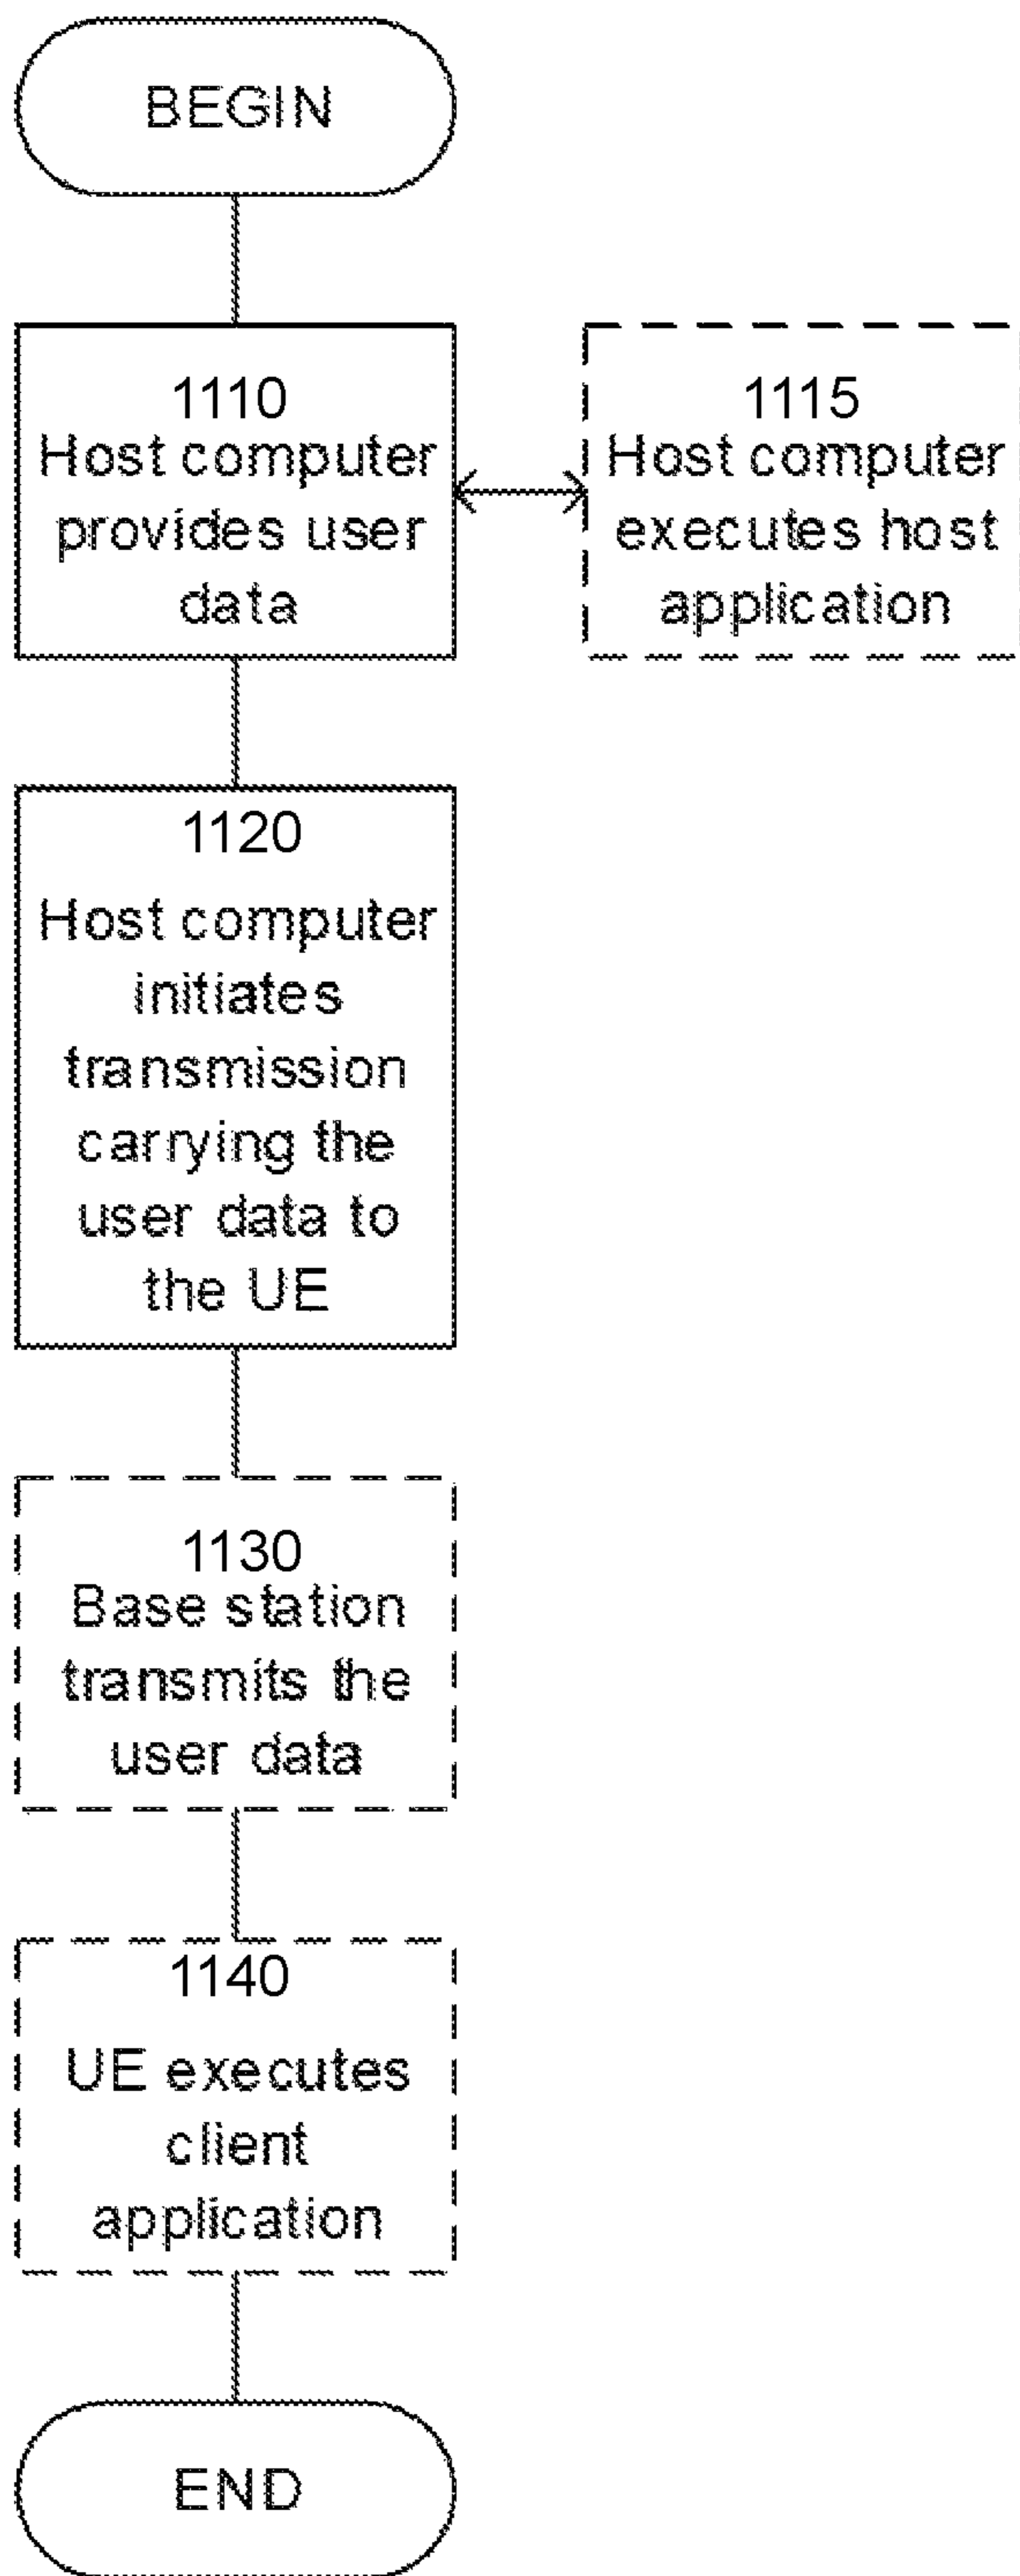 BEGIN
1110
Host computer
provides user
data
1115
Host computer
executes host
application
1120
Host computer
initiates
transmission
carrying the
user data to
the UE
1130
Base station
transmits the
user data
1140
UE executes
client
application
END